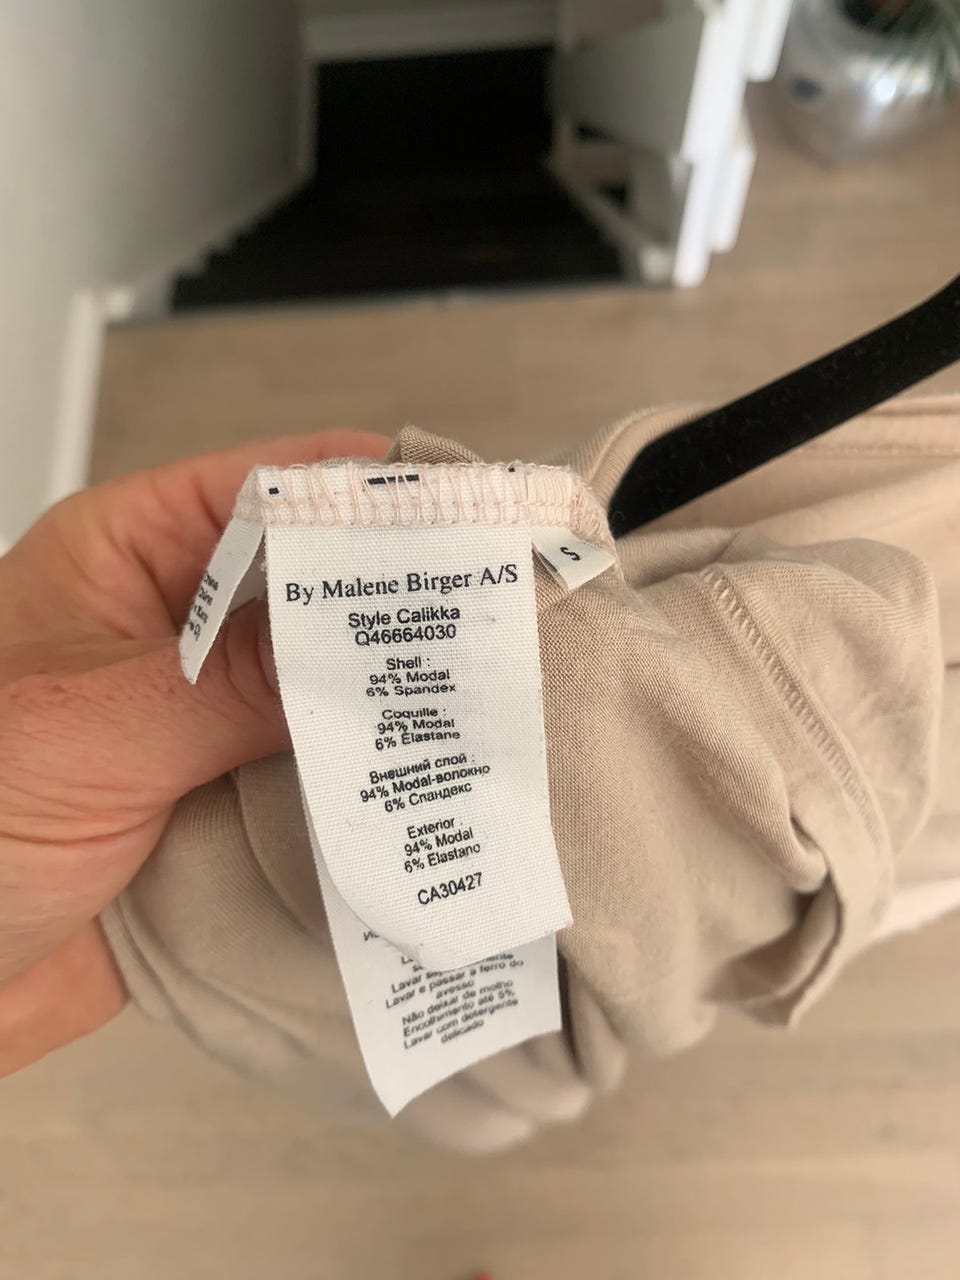 By Malene Birger A/S
Style Calikka
Q46664030
Shell :
94% Modal
6% Spandex
Coquille :
94% Modal
6% Élastane
Внешний слой :
94% Modal-волокно
6% Спандекс
Exterior :
94% Modal
6% Elastano
CA30427
S
Lavar e passar a ferro do
avesso
Não deixar de molho
Encolhimento até 5%
Lavar com detergente
delicado